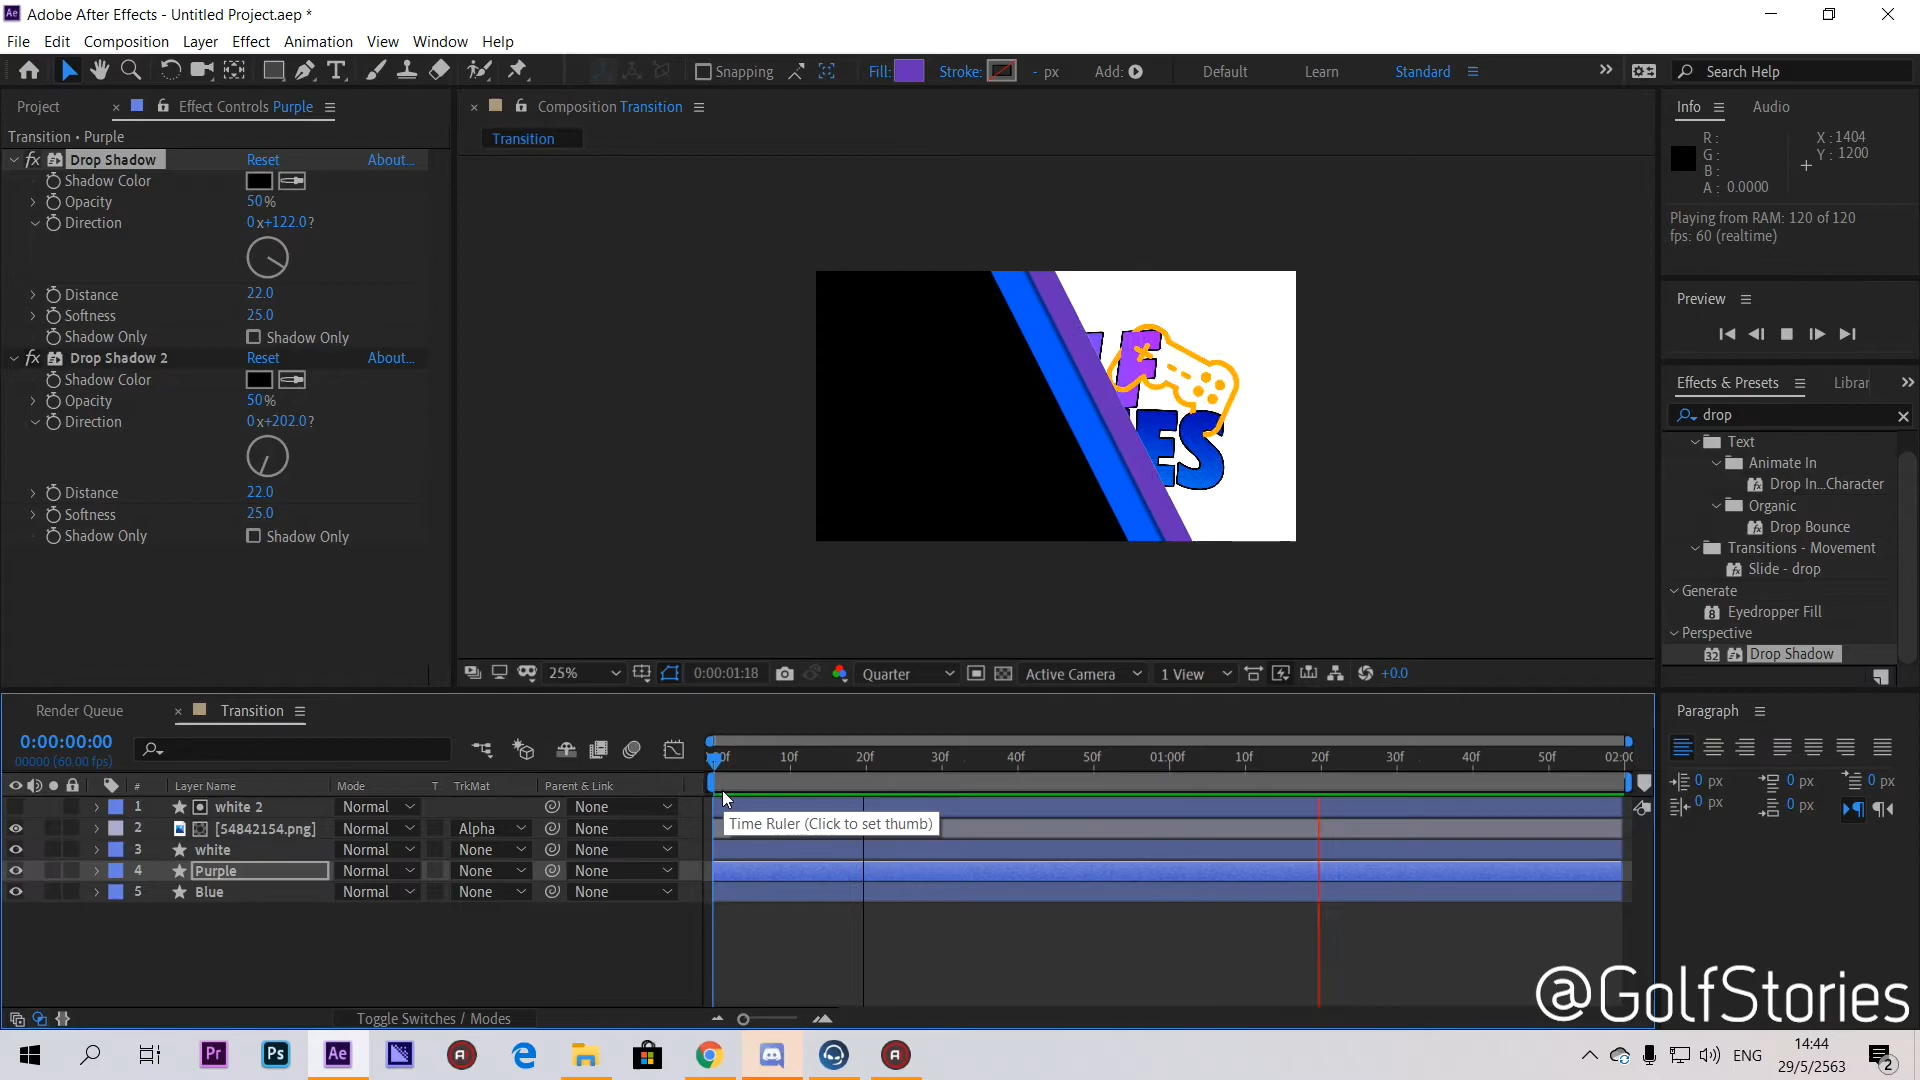 Adobe After Effects - Untitled Project.aep *
File Edit Composition Layer Effect Animation View Window Help
Snapping Fill: Stroke: - px Add: Default Learn Standard Search Help
Project Effect Controls Purple
Composition Transition
Info Audio
Transition • Purple
Transition
Drop Shadow Reset About...
Shadow Color
Opacity 50%
Direction 0x+122.0?
Distance 22.0
Softness 25.0
Shadow Only Shadow Only
Drop Shadow 2 Reset About...
Shadow Color
Opacity 50%
Direction 0x+202.0?
Distance 22.0
Softness 25.0
Shadow Only Shadow Only
ES
R:
G:
B:
A: 0.0000
X: 1404
Y: 1200
Playing from RAM: 120 of 120
fps: 60 (realtime)
Preview
Effects & Presets Librar
drop
Text
Animate In
Drop In...Character
Organic
Drop Bounce
Transitions - Movement
Slide - drop
Generate
Eyedropper Fill
Perspective
Drop Shadow
25% 0:00:01:18 Quarter Active Camera 1 View +0.0
Render Queue Transition
0:00:00:00
00000 (60.00 fps)
:00f 10f 20f 30f 40f 50f 01:00f 10f 20f 30f 40f 50f 02:00
# Layer Name Mode T TrkMat Parent & Link
1 white 2 Normal None
2 [54842154.png] Normal Alpha None
3 white Normal None None
4 Purple Normal None None
5 Blue Normal None None
Time Ruler (Click to set thumb)
Toggle Switches / Modes
Paragraph
0 px 0 px 0 px
0 px 0 px
@GolfStories
Pr Ps Ae
ENG
14:44
29/5/2563
2